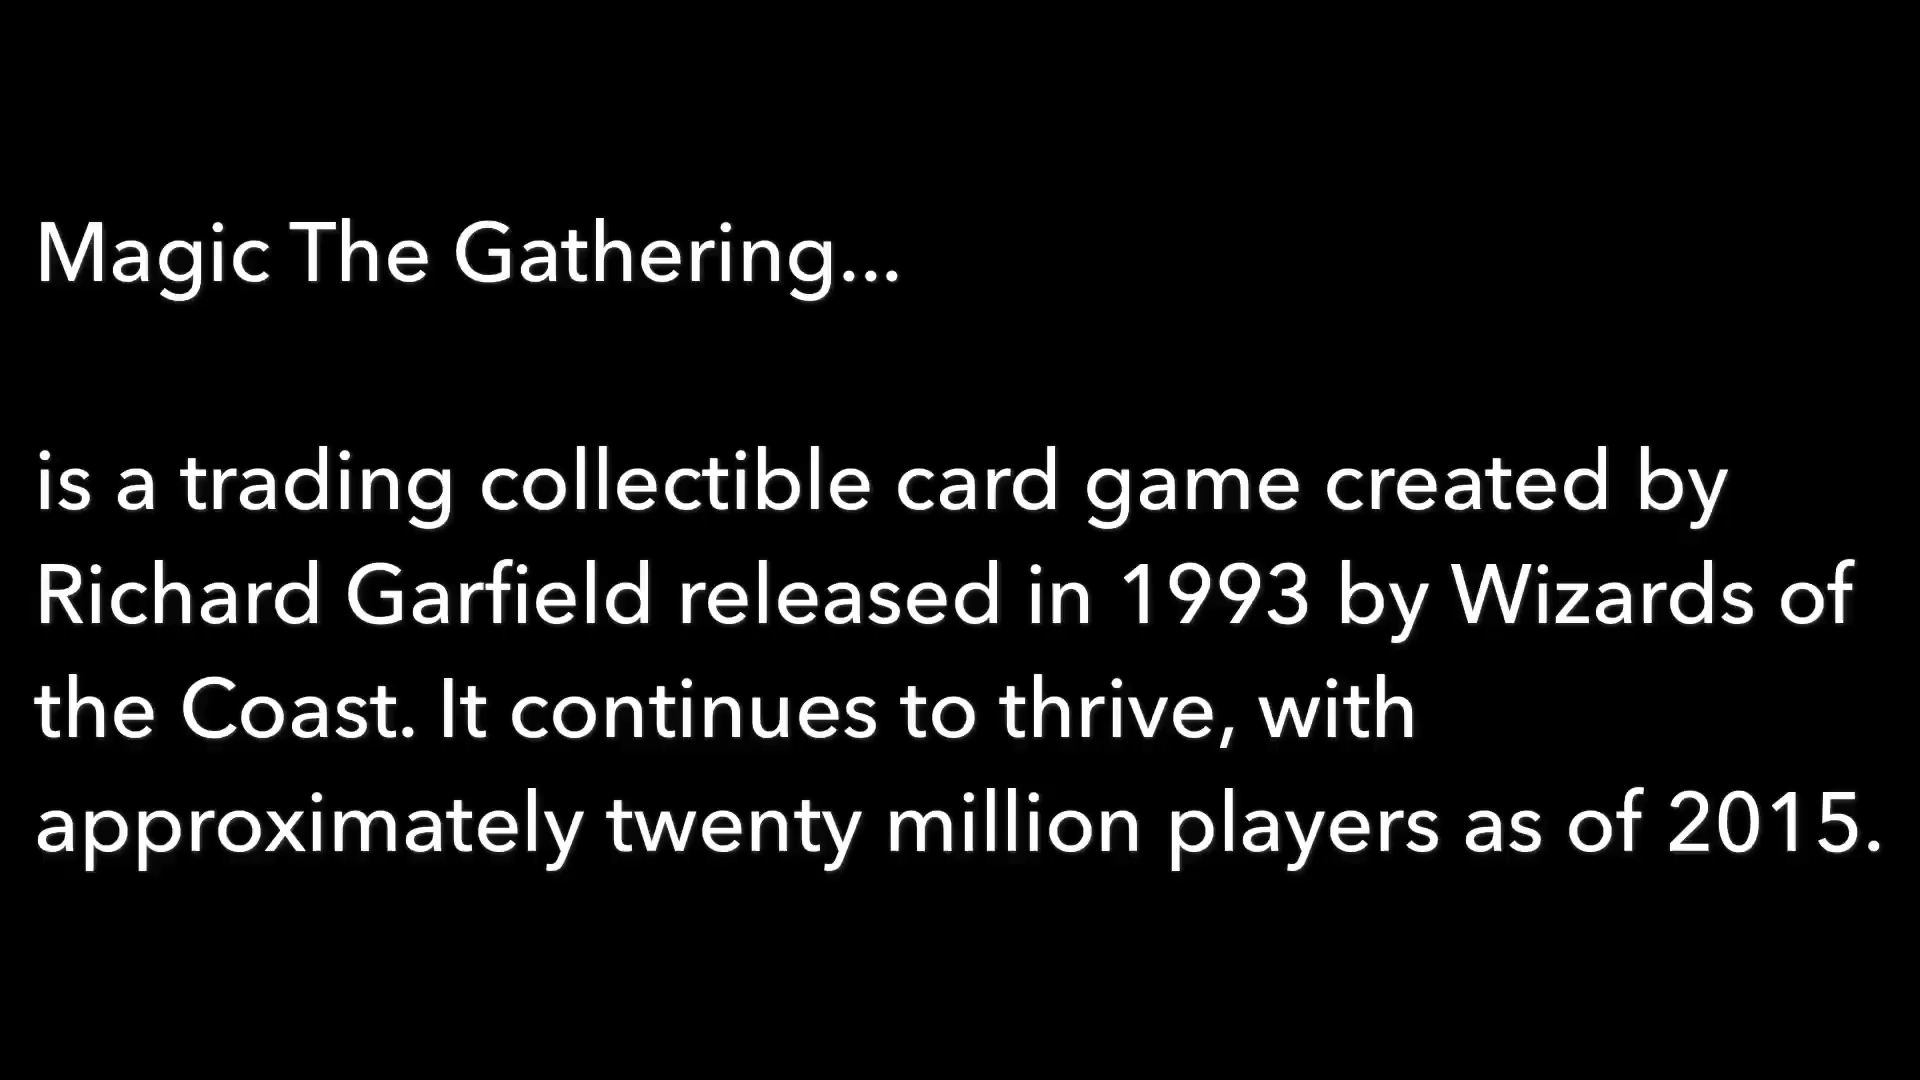 Magic The Gathering...
is a trading collectible card game created by
Richard Garfield released in 1993 by Wizards of
the Coast. It continues to thrive, with
approximately twenty million players as of 2015.